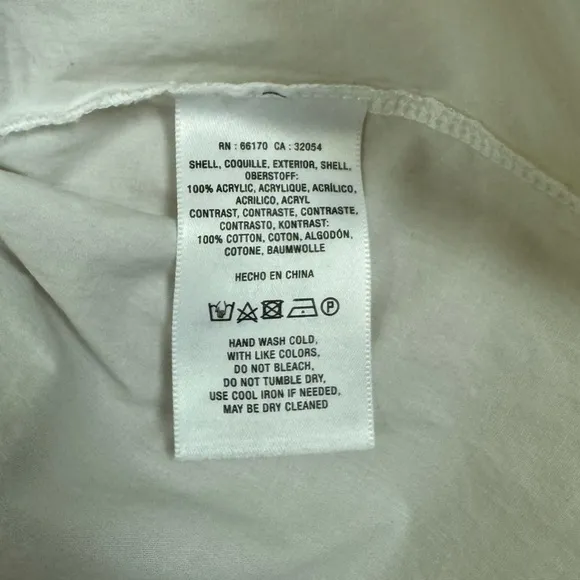 RN : 66170 CA : 32054
SHELL, COQUILLE, EXTERIOR, SHELL,
OBERSTOFF:
100% ACRYLIC, ACRYLIQUE, ACRÍLICO,
ACRILICO, ACRYL
CONTRAST, CONTRASTE, CONTRASTE,
CONTRASTO, KONTRAST:
100% COTTON, COTON, ALGODÓN,
COTONE, BAUMWOLLE
HECHO EN CHINA
P
HAND WASH COLD,
WITH LIKE COLORS,
DO NOT BLEACH,
DO NOT TUMBLE DRY,
USE COOL IRON IF NEEDED,
MAY BE DRY CLEANED